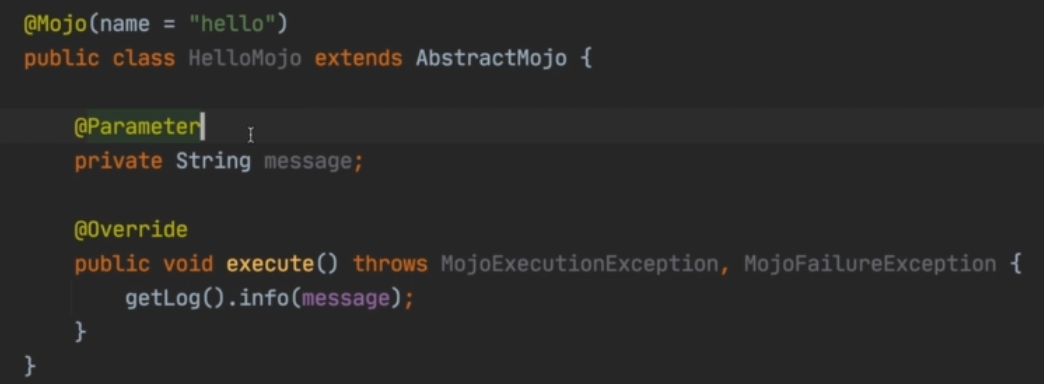 @Mojo(name = "hello")
public class HelloMojo extends AbstractMojo {
@Parameter
private String message;
@Override
public void execute() throws MojoExecutionException, MojoFailureException {
getLog().info(message);
}
}